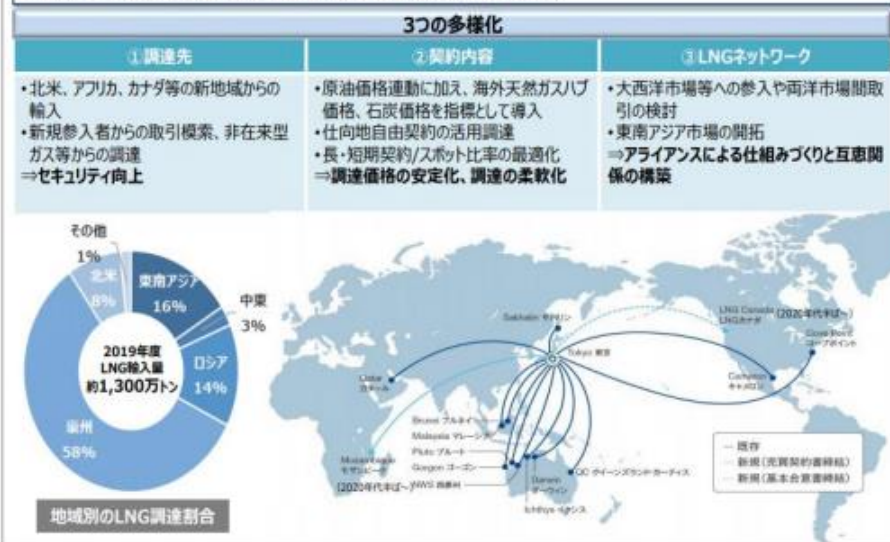 3つの多様化
①調達先
・北米、アフリカ、カナダ等の新地域からの
輸入
・新規参入者からの取引模索、非在来型
ガス等からの調達
⇒セキュリティ向上
②契約内容
・原油価格連動に加え、海外天然ガスハブ
価格、石炭価格を指標として導入
・仕向地自由契約の活用調達
・長・短期契約/スポット比率の最適化
⇒調達価格の安定化、調達の柔軟化
③LNGネットワーク
・大西洋市場等への参入や両洋市場間取
引の検討
・東南アジア市場の開拓
⇒アライアンスによる仕組みづくりと互恵関
係の構築
その他
1%
北米
8%
東南アジア
16%
中東
3%
ロシア
14%
豪州
58%
2019年度
LNG輸入量
約1,300万トン
地域別のLNG調達割合
Sakhalin サハリン
LNG Canada (2020年代半ば~)
LNGカナダ
Cove Point
コーブポイント
Tokyo 東京
Cameron
キャメロン
Qatar
カタール
Brunei ブルネイ
Malaysia マレーシア
Pluto プルート
Gorgon ゴーゴン
NWS
Mozambique
モザンビーク
(2020年代半ば~)
Darwin
ダーウィン
Ichthys イクシス
QC クイーンズランド・カーティス
既存
新規(売買契約書締結)
新規(基本合意書締結)